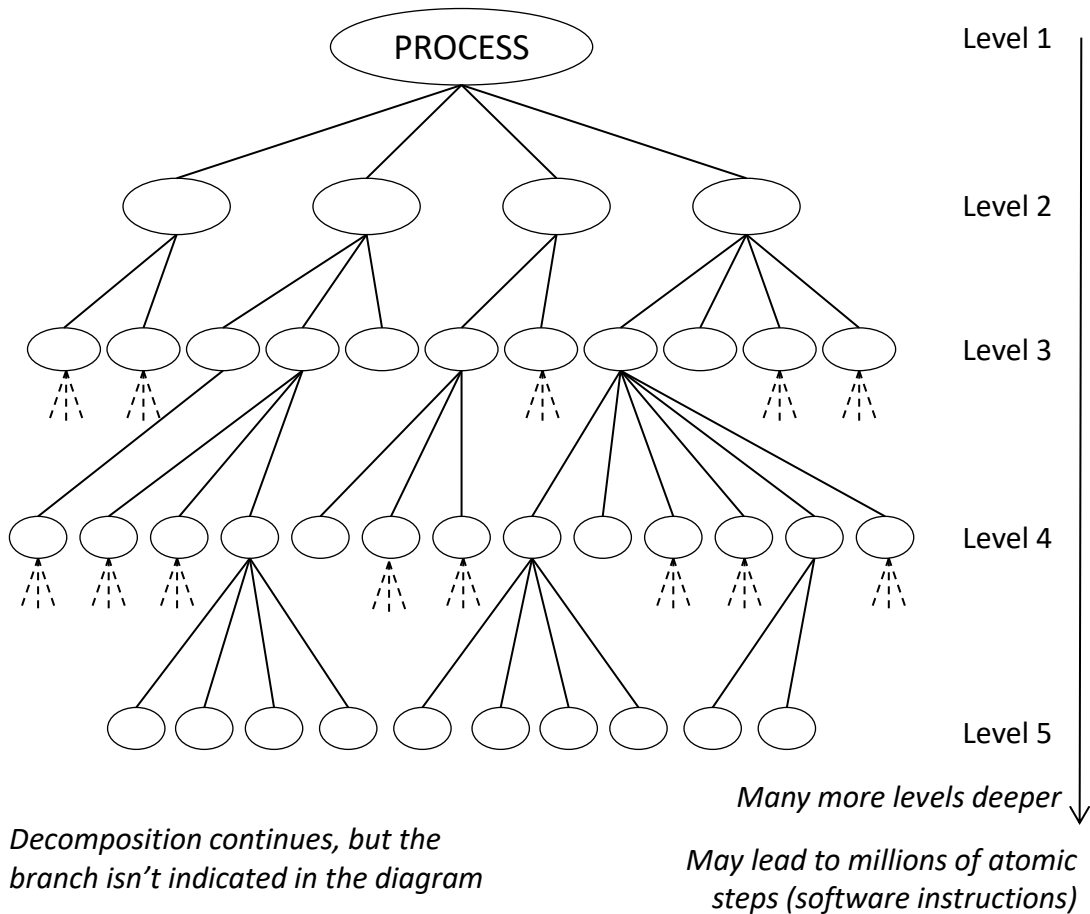 PROCESS
Level 1
Level 2
Level 3
Level 4
Level 5
Many more levels deeper
Decomposition continues, but the
branch isn’t indicated in the diagram
May lead to millions of atomic
steps (software instructions)